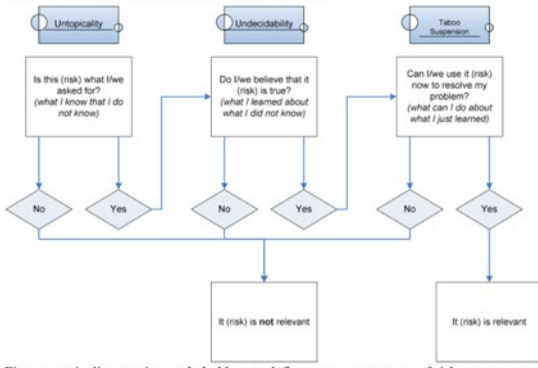 Untopicality
Undecidability
Taboo
Suspension
Is this (risk) what I/we
asked for?
(what I know that I do
not know)
Do I/we believe that it
(risk) is true?
(what I learned about
what I did not know)
Can I/we use it (risk)
now to resolve my
problem?
(what can I do about
what I just learned)
No
Yes
No
Yes
No
Yes
It (risk) is not relevant
It (risk) is relevant